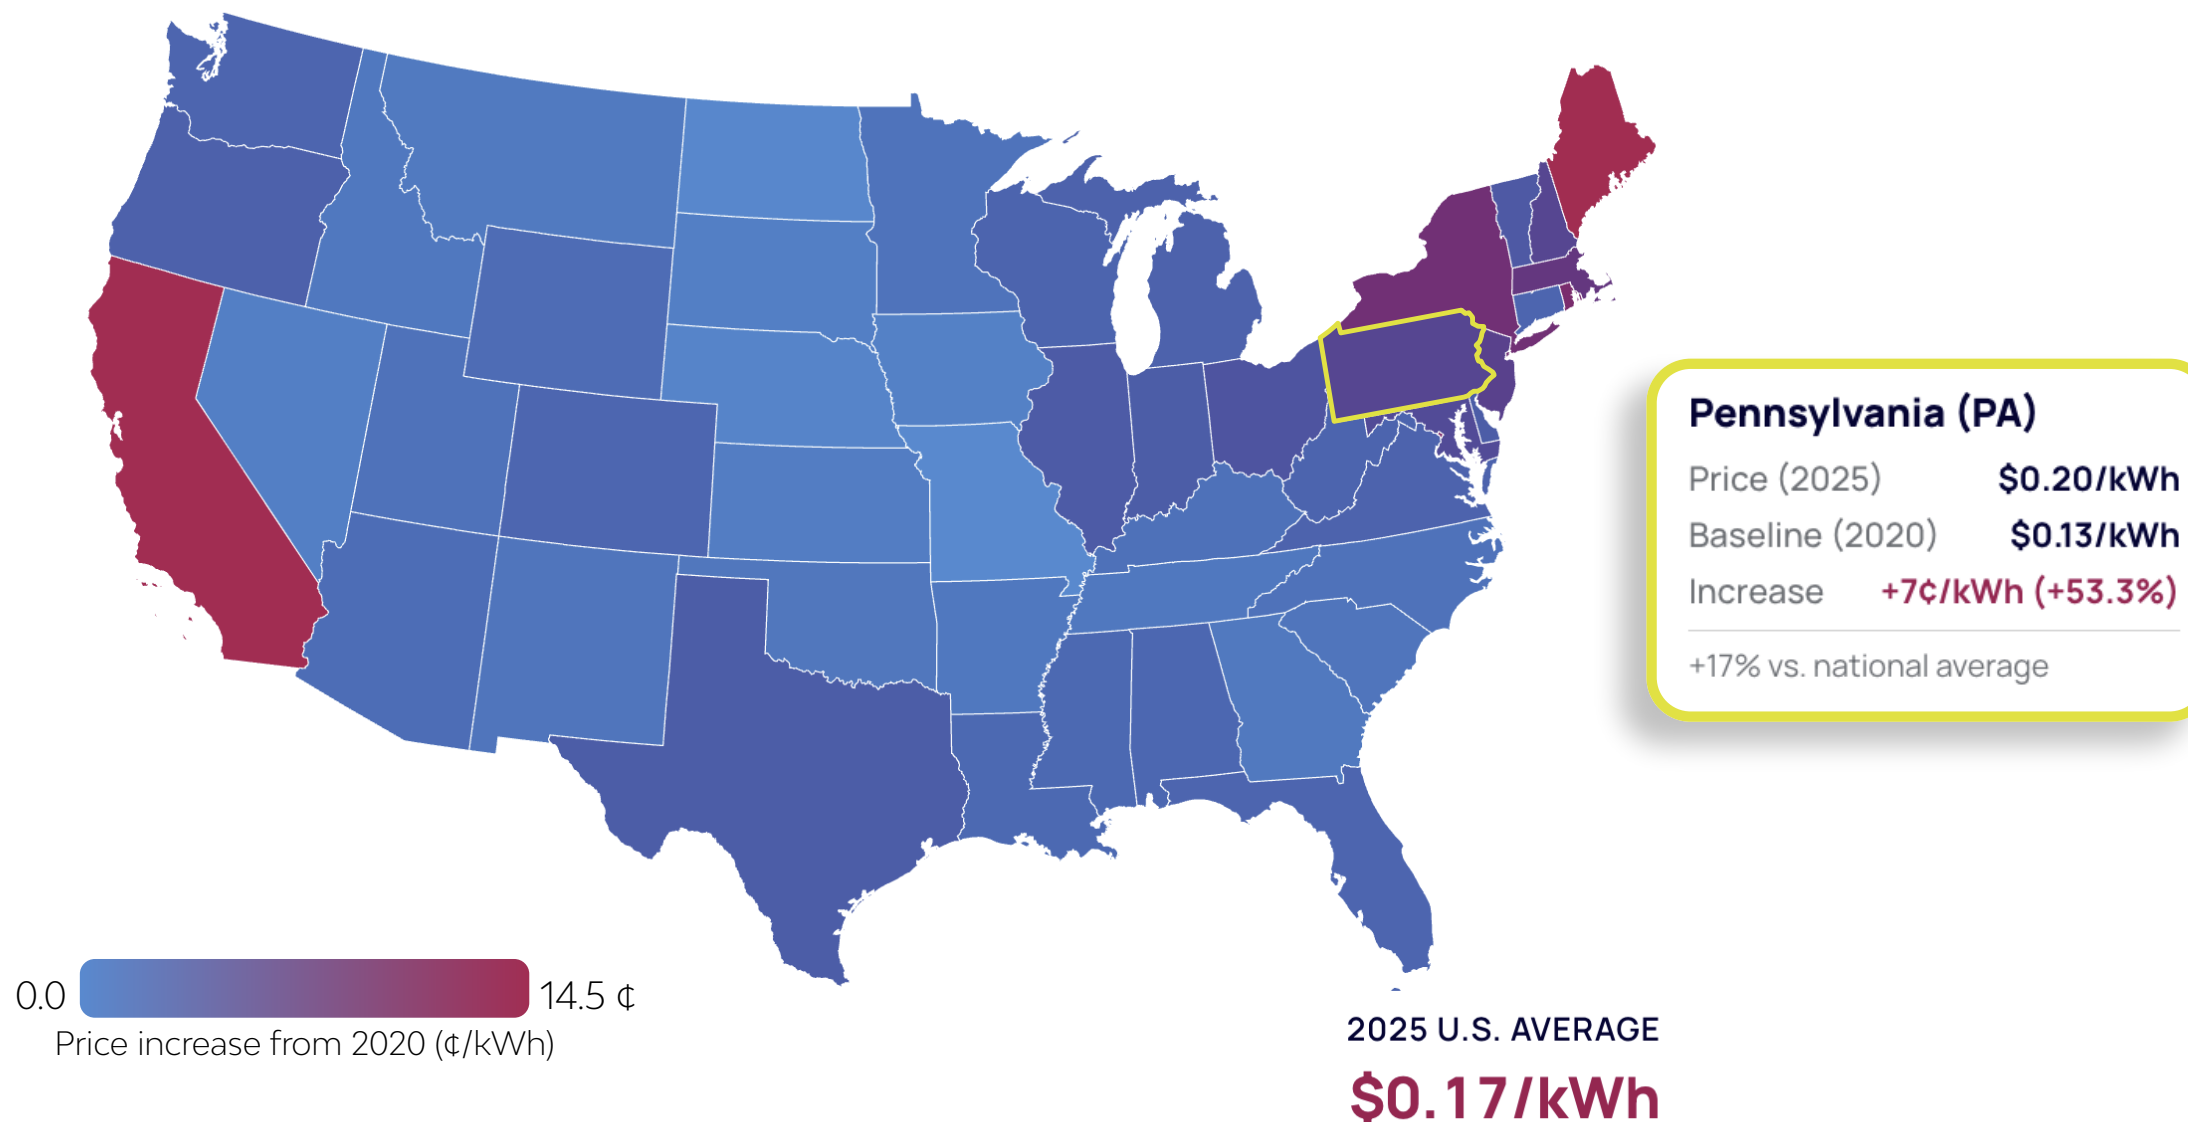 Pennsylvania (PA)
Price (2025) $0.20/kWh
Baseline (2020) $0.13/kWh
Increase +7¢/kWh (+53.3%)
+17% vs. national average
0.0 14.5 ¢
Price increase from 2020 (¢/kWh)
2025 U.S. AVERAGE
$0.17/kWh